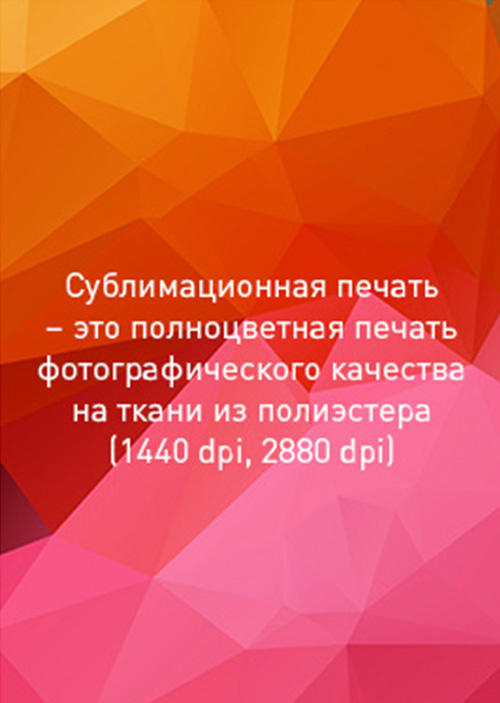 Сублимационная печать
– это полноцветная печать
фотографического качества
на ткани из полиэстера
(1440 dpi, 2880 dpi)